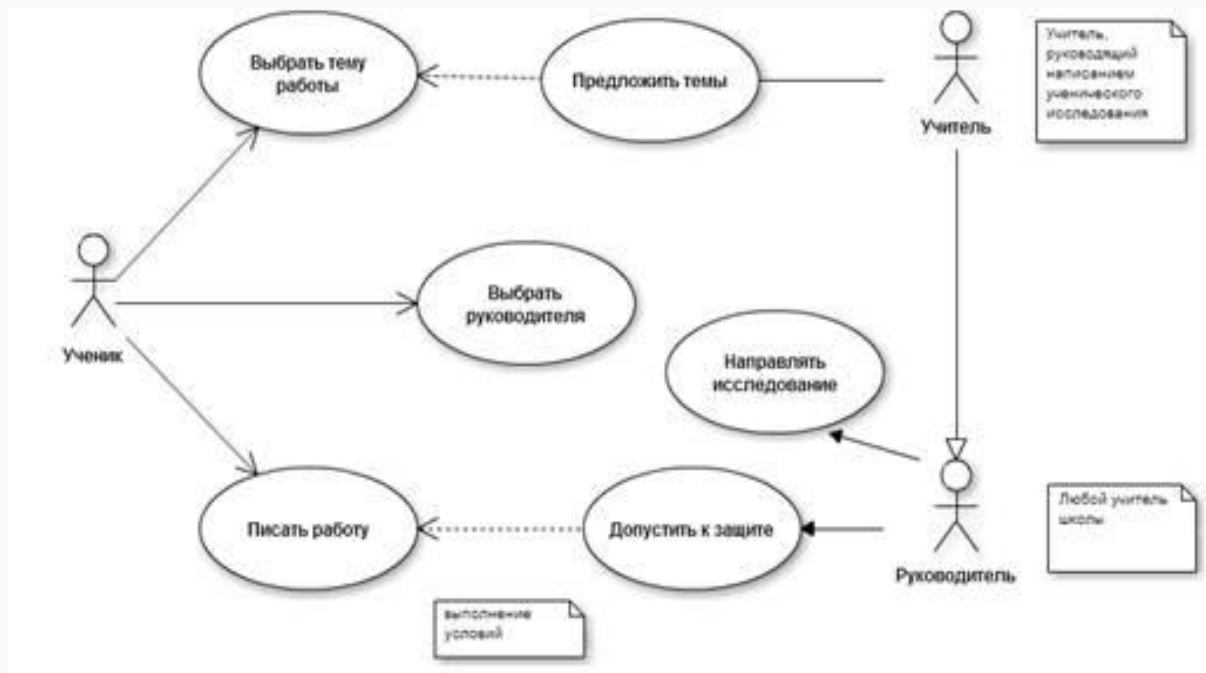 Выбрать тему
работы
Предложить темы
Учитель
Учитель,
руководящий
написанием
ученического
исследования
Ученик
Выбрать
руководителя
Направлять
исследование
Писать работу
Допустить к защите
Руководитель
Любой учитель
школы
выполнение
условий